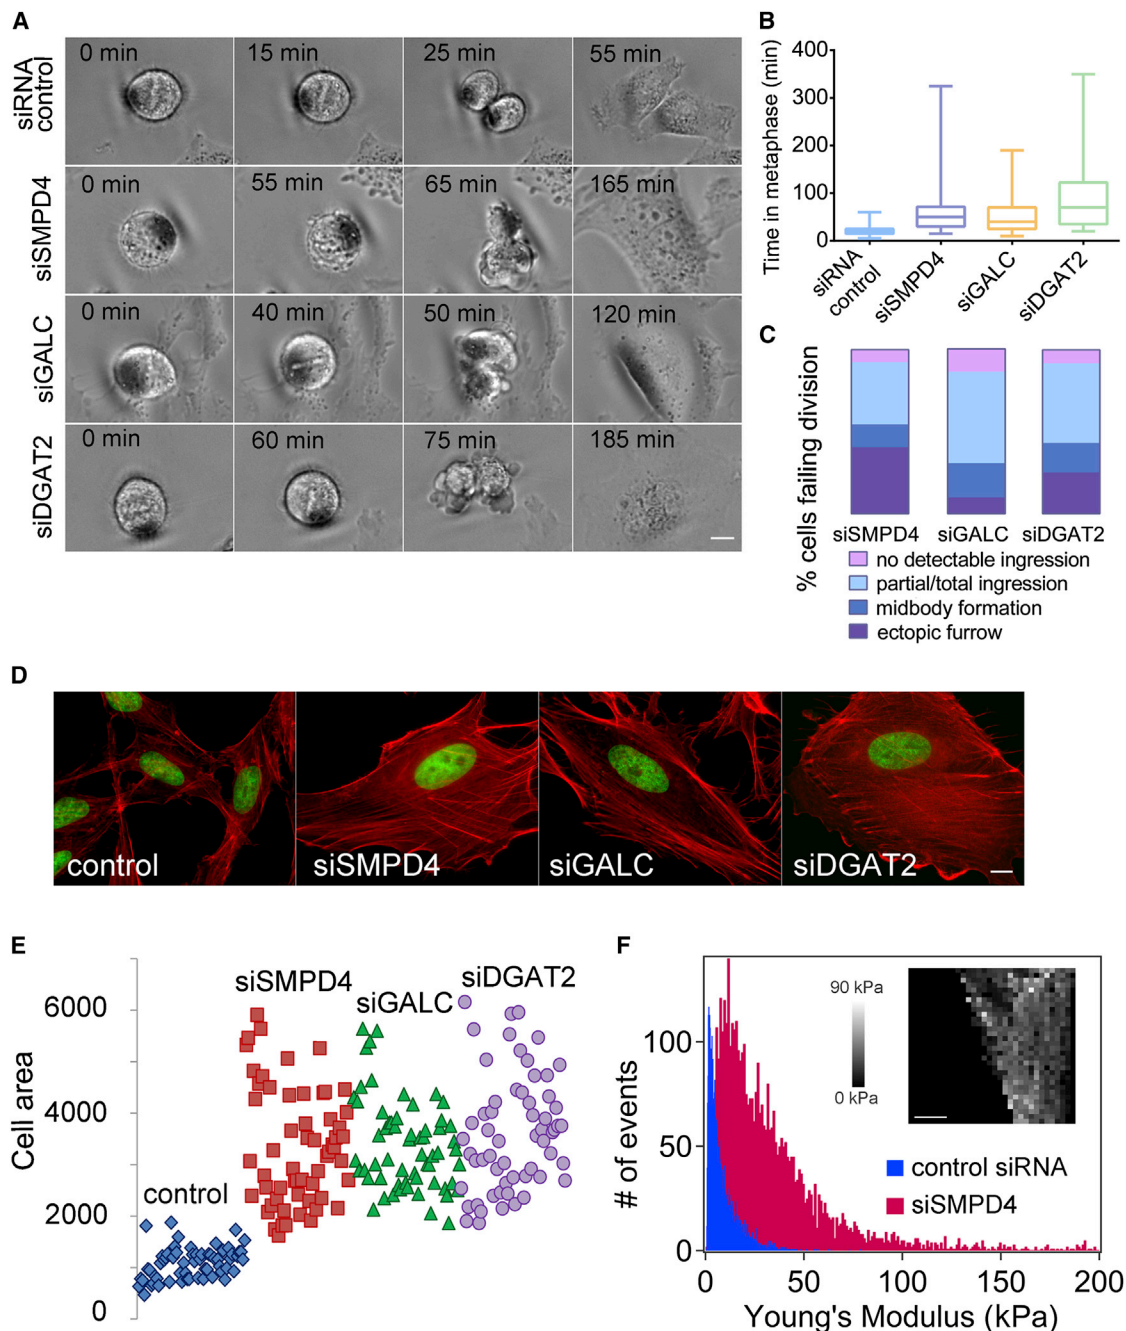 A
siRNA control
0 min
15 min
25 min
55 min
siSMPD4
0 min
55 min
65 min
165 min
siGALC
0 min
40 min
50 min
120 min
siDGAT2
0 min
60 min
75 min
185 min
B
Time in metaphase (min)
400
300
200
100
0
siRNA control
siSMPD4
siGALC
siDGAT2
C
% cells failing division
siSMPD4
siGALC
siDGAT2
no detectable ingression
partial/total ingression
midbody formation
ectopic furrow
D
control
siSMPD4
siGALC
siDGAT2
E
Cell area
6000
4000
2000
0
control
siSMPD4
siGALC
siDGAT2
F
# of events
100
50
0
90 kPa
0 kPa
control siRNA
siSMPD4
0
50
100
150
200
Young's Modulus (kPa)